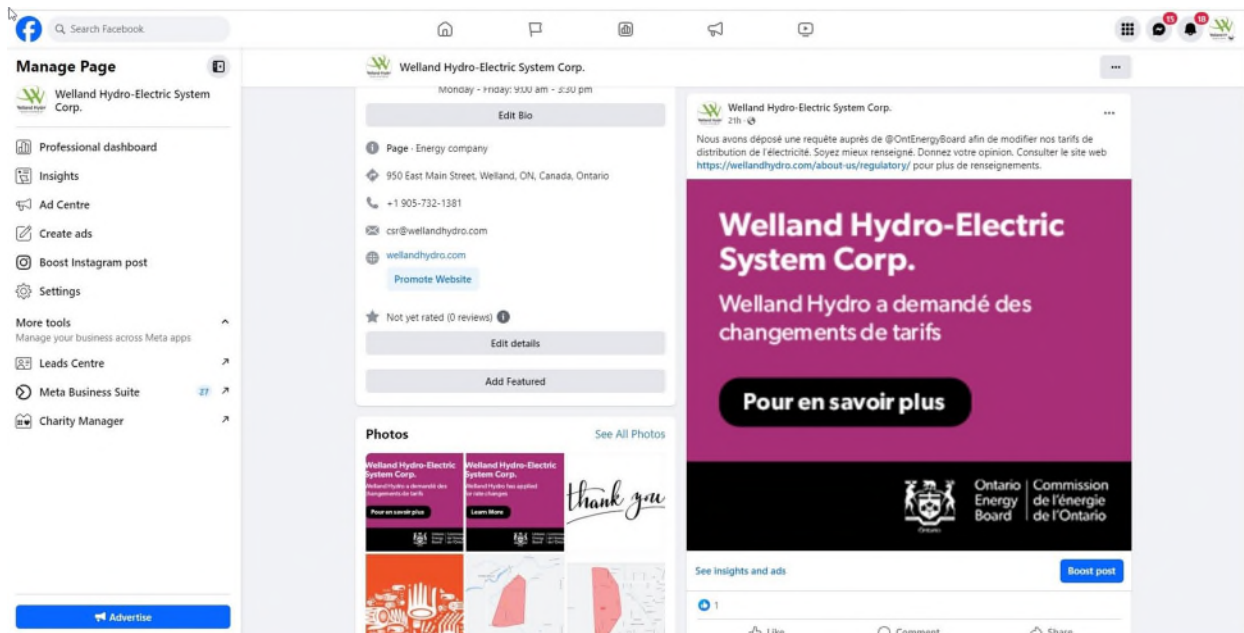 Search Facebook
15
18
Manage Page
Welland Hydro-Electric System
Corp.
Professional dashboard
Insights
Ad Centre
Create ads
Boost Instagram post
Settings
More tools
Manage your business across Meta apps
Leads Centre
Meta Business Suite
27
Charity Manager
Advertise
Welland Hydro-Electric System Corp.
Monday - Friday: 9:00 am - 3:30 pm
Edit Bio
Page · Energy company
950 East Main Street, Welland, ON, Canada, Ontario
+1 905-732-1381
csr@wellandhydro.com
wellandhydro.com
Promote Website
Not yet rated (0 reviews)
Edit details
Add Featured
Photos
See All Photos
Welland Hydro-Electric
System Corp.
Welland Hydro a demandé des
changements de tarifs
Pour en savoir plus
Welland Hydro-Electric
System Corp.
Welland Hydro has applied
for rate changes
Learn More
thank you
Welland Hydro-Electric System Corp.
21h
Nous avons déposé une requête auprès de @OntEnergyBoard afin de modifier nos tarifs de
distribution de l'électricité. Soyez mieux renseigné. Donnez votre opinion. Consulter le site web
https://wellandhydro.com/about-us/regulatory/ pour plus de renseignements.
Welland Hydro-Electric
System Corp.
Welland Hydro a demandé des
changements de tarifs
Pour en savoir plus
Ontario
Ontario Commission
Energy de l'énergie
Board de l'Ontario
See insights and ads
Boost post
1
Like
Comment
Share